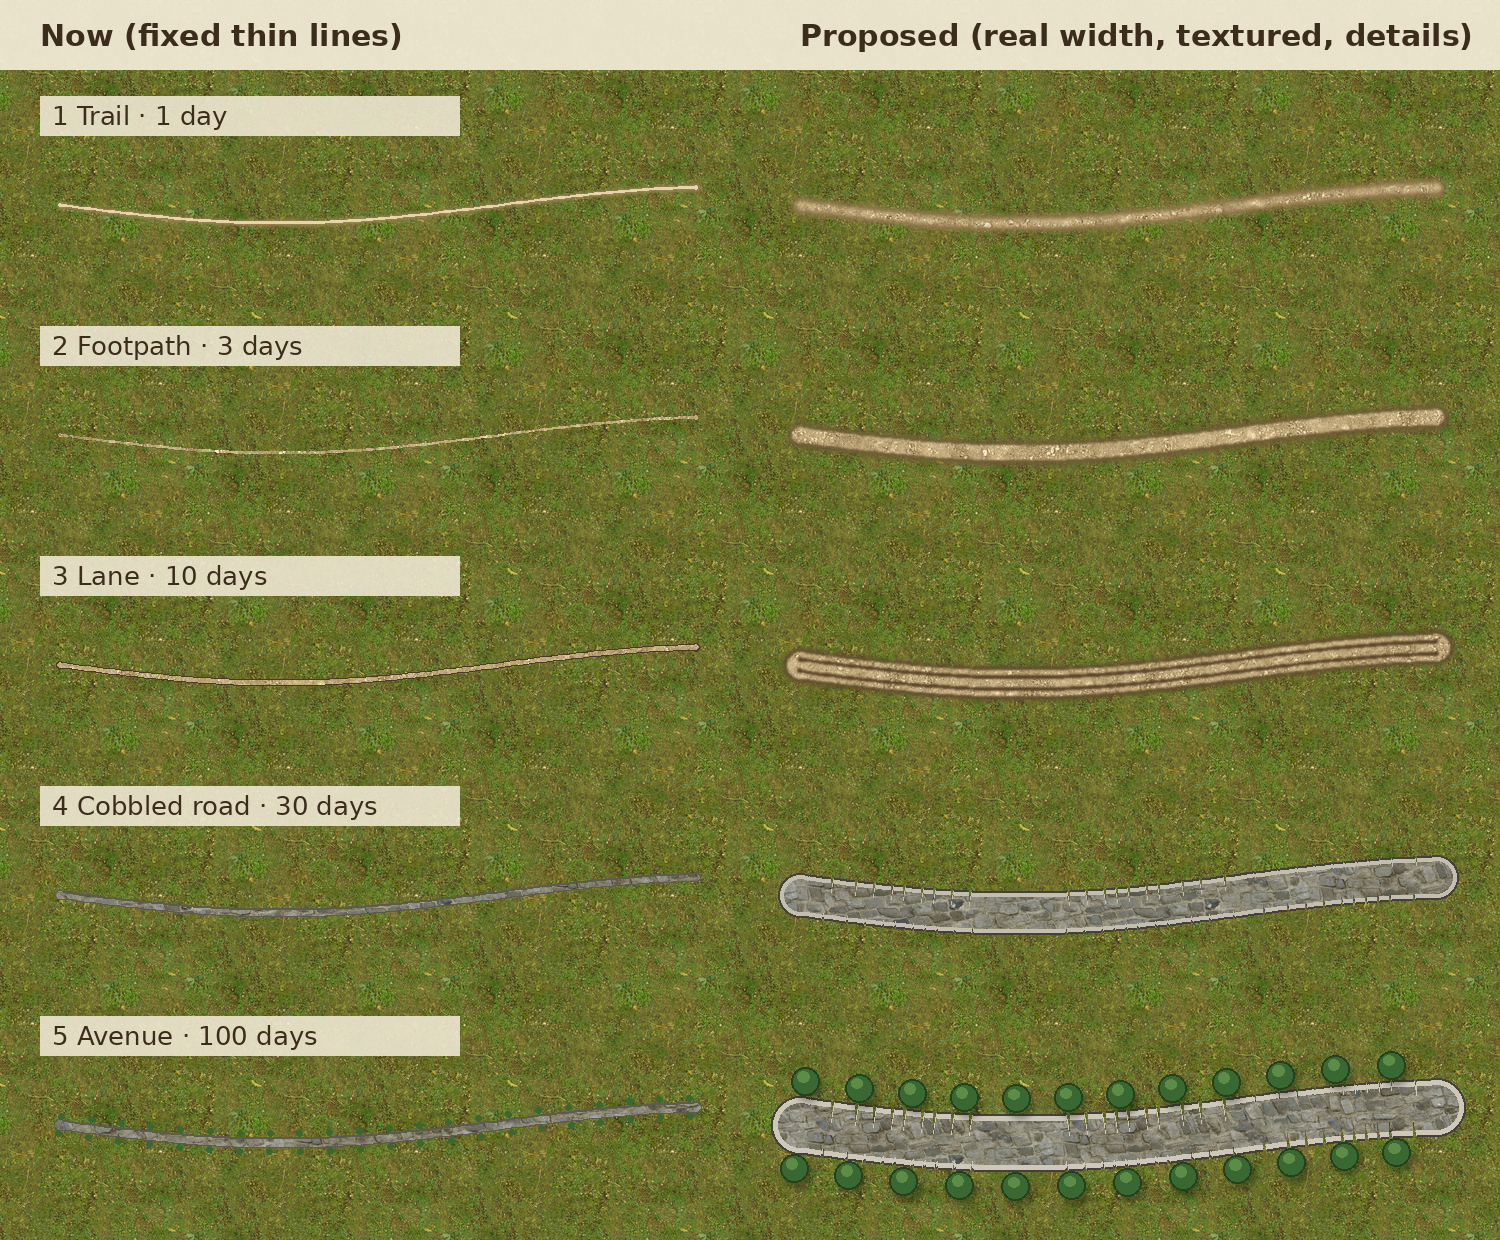 Now (fixed thin lines)
Proposed (real width, textured, details)
1 Trail · 1 day
2 Footpath · 3 days
3 Lane · 10 days
4 Cobbled road · 30 days
5 Avenue · 100 days